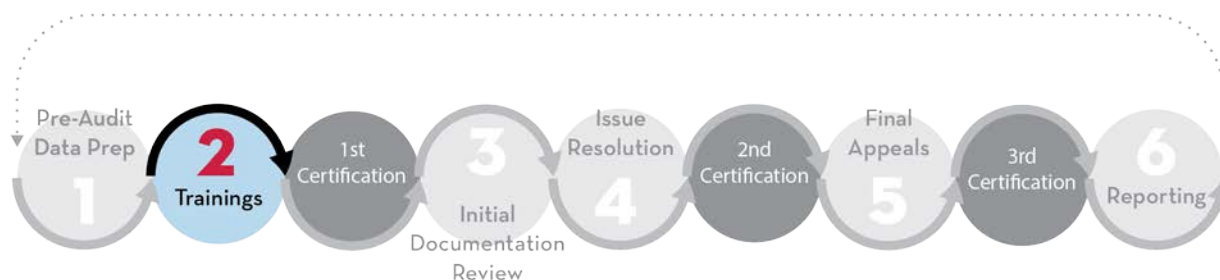 Pre-Audit
Data Prep
1
2
Trainings
1st
Certification
3
Initial
Documentation
Review
Issue
Resolution
4
2nd
Certification
Final
Appeals
5
3rd
Certification
6
Reporting